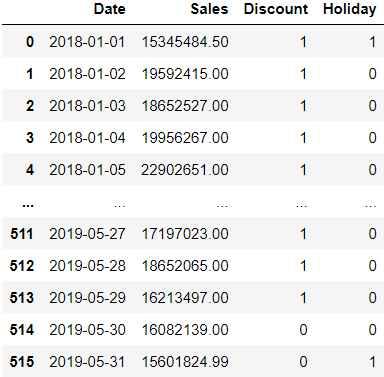 Date Sales Discount Holiday
0 2018-01-01 15345484.50 1 1
1 2018-01-02 19592415.00 1 0
2 2018-01-03 18652527.00 1 0
3 2018-01-04 19956267.00 1 0
4 2018-01-05 22902651.00 1 0
... ... ... ... ...
511 2019-05-27 17197023.00 1 0
512 2019-05-28 18652065.00 1 0
513 2019-05-29 16213497.00 1 0
514 2019-05-30 16082139.00 0 0
515 2019-05-31 15601824.99 0 1